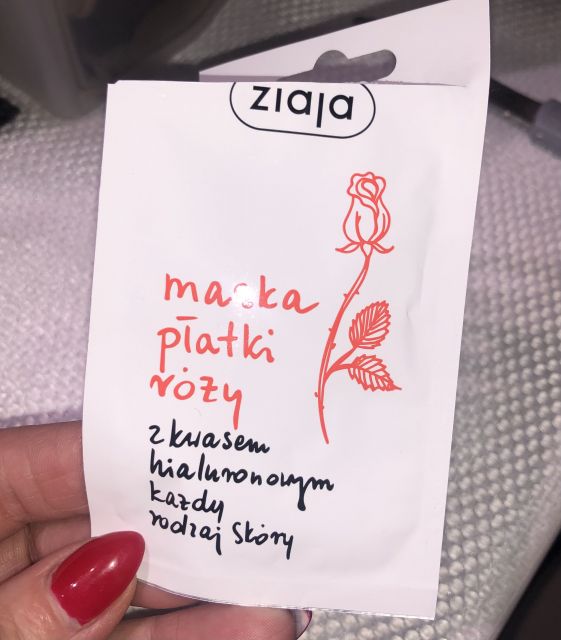 ziaja
maska
płatki
róży
z kwasem
hialuronowym
każdy
rodzaj skóry